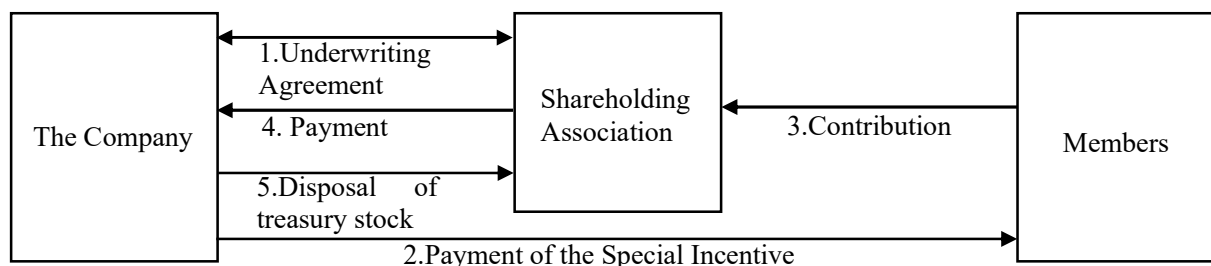 The Company
1.Underwriting
Agreement
4. Payment
5.Disposal of
treasury stock
2.Payment of the Special Incentive
Shareholding
Association
3.Contribution
Members